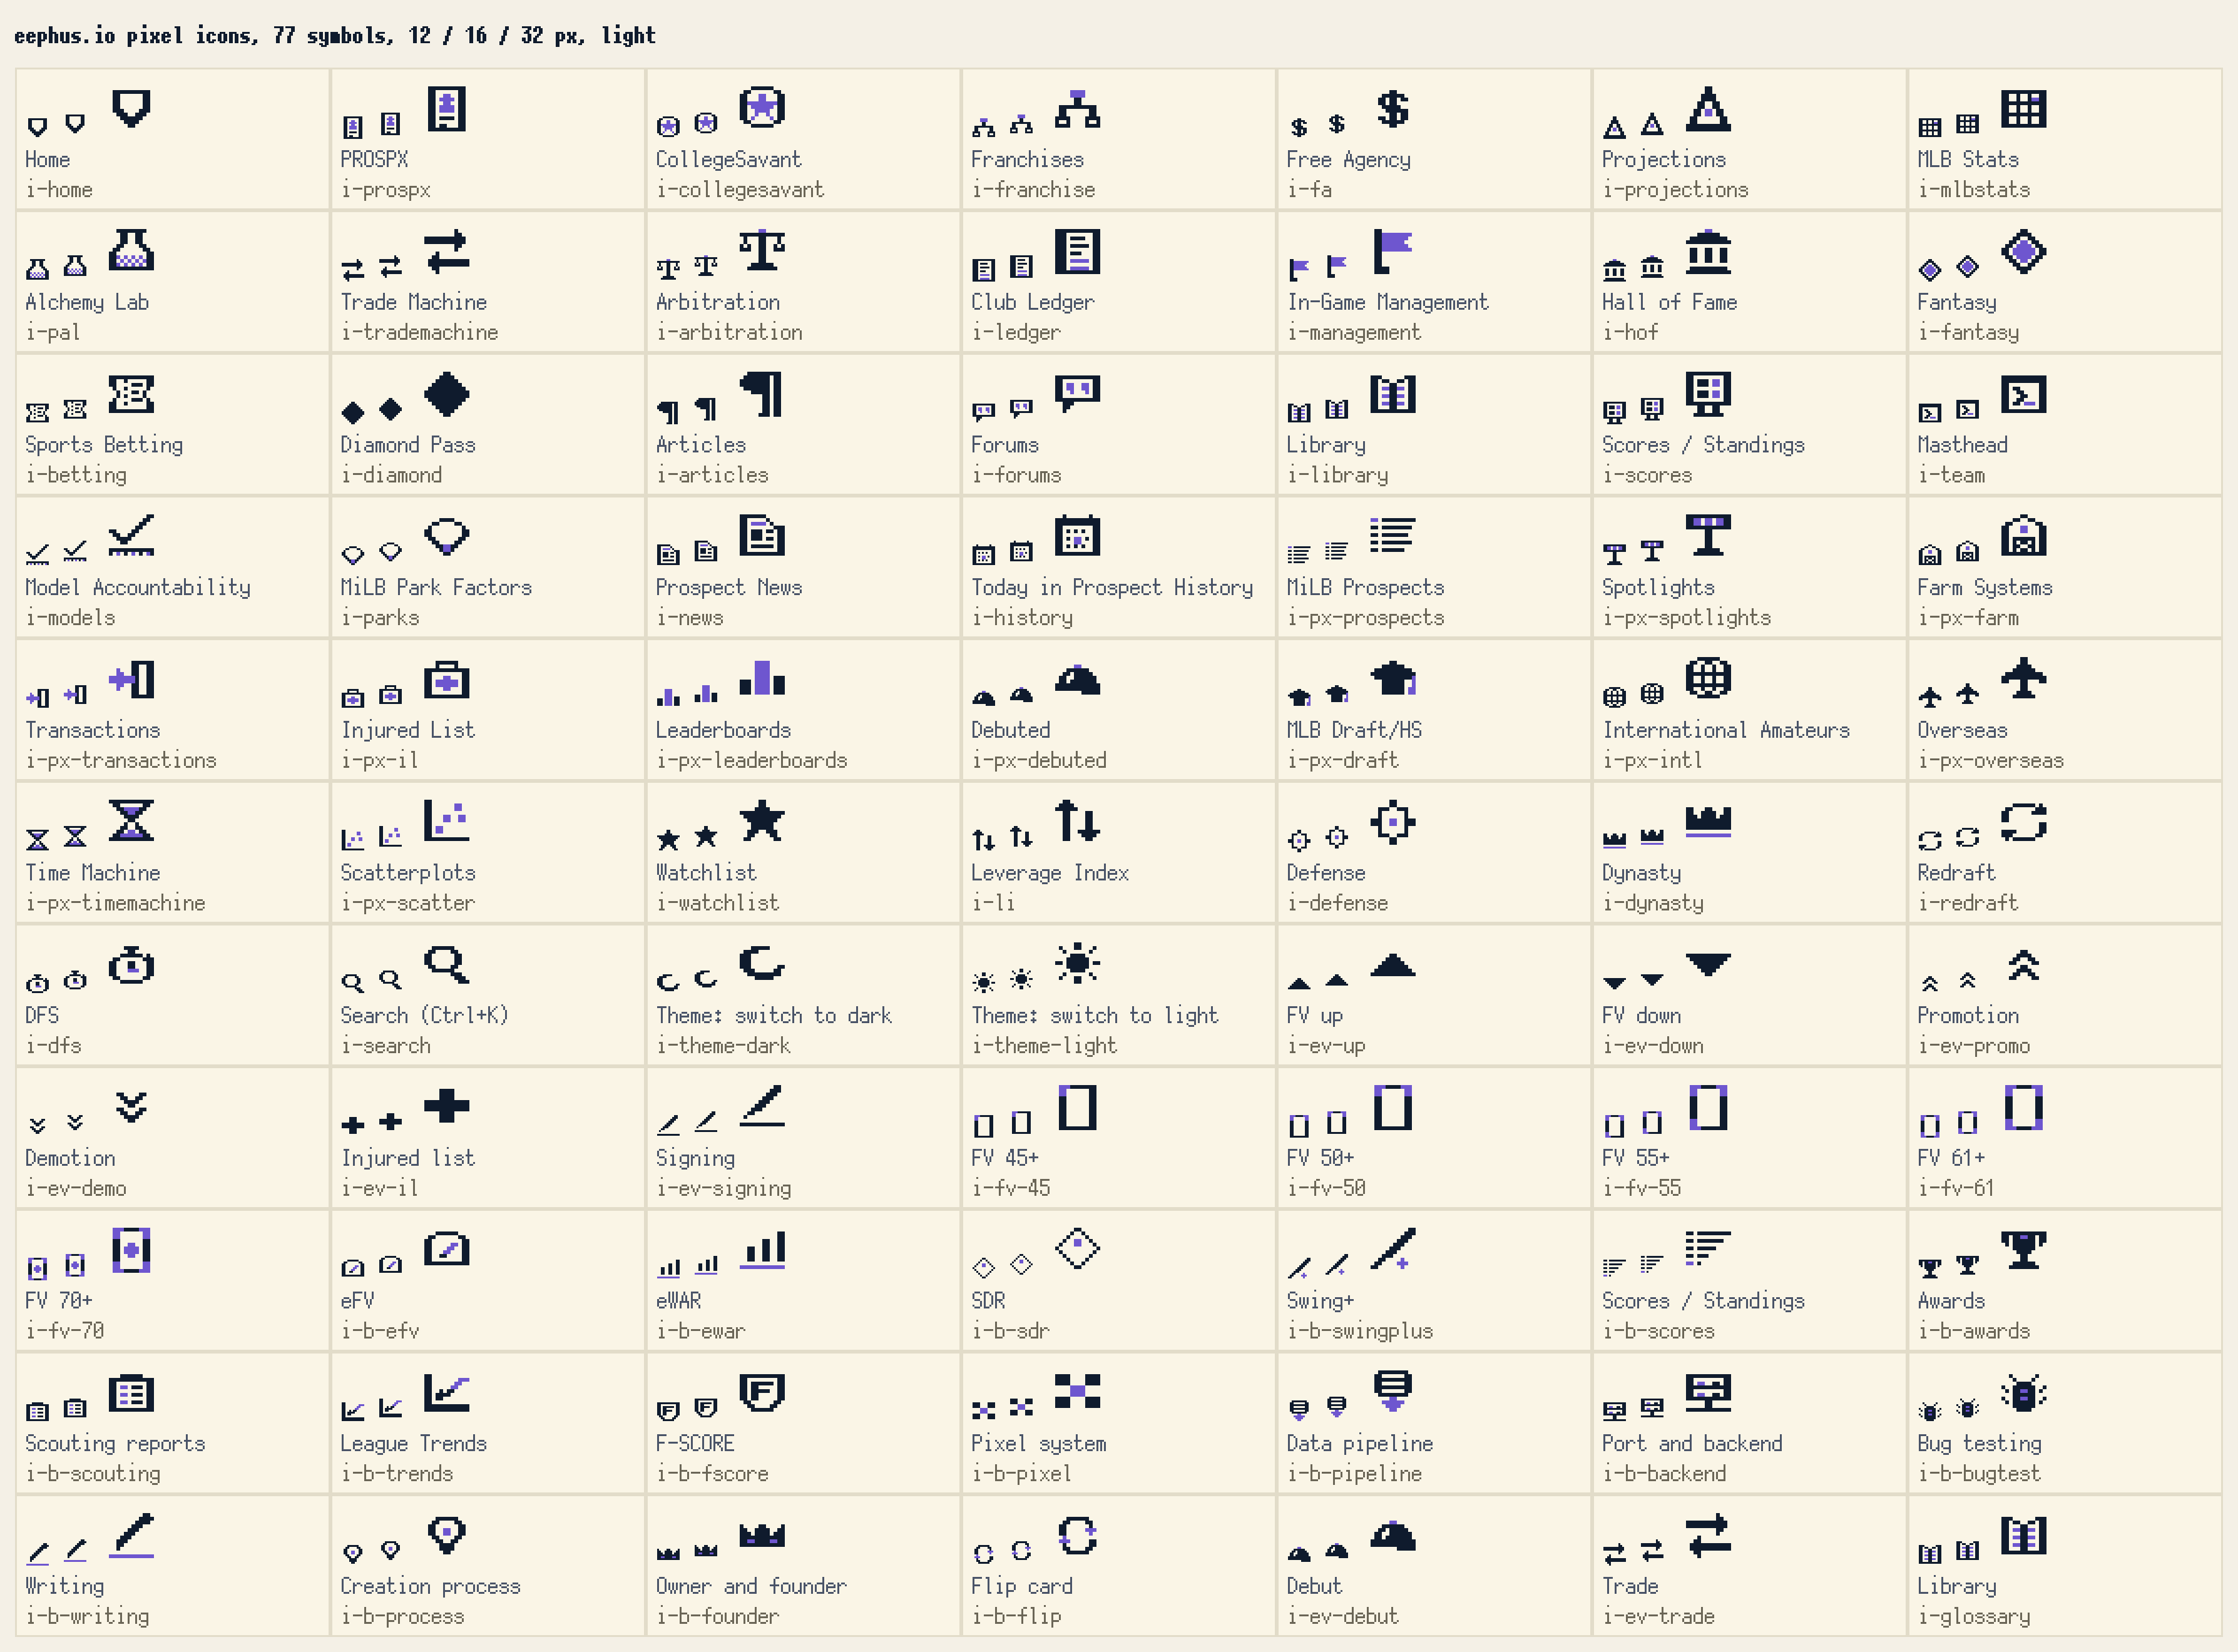 eephus.io pixel icons, 77 symbols, 12 / 16 / 32 px, light
Home
i-home
PROSPX
i-prospx
CollegeSavant
i-collegesavant
Franchises
i-franchise
Free Agency
i-fa
Projections
i-projections
MLB Stats
i-mlbstats
Alchemy Lab
i-pal
Trade Machine
i-trademachine
Arbitration
i-arbitration
Club Ledger
i-ledger
In-Game Management
i-management
Hall of Fame
i-hof
Fantasy
i-fantasy
Sports Betting
i-betting
Diamond Pass
i-diamond
Articles
i-articles
Forums
i-forums
Library
i-library
Scores / Standings
i-scores
Masthead
i-team
Model Accountability
i-models
MiLB Park Factors
i-parks
Prospect News
i-news
Today in Prospect History
i-history
MiLB Prospects
i-px-prospects
Spotlights
i-px-spotlights
Farm Systems
i-px-farm
Transactions
i-px-transactions
Injured List
i-px-il
Leaderboards
i-px-leaderboards
Debuted
i-px-debuted
MLB Draft/HS
i-px-draft
International Amateurs
i-px-intl
Overseas
i-px-overseas
Time Machine
i-px-timemachine
Scatterplots
i-px-scatter
Watchlist
i-watchlist
Leverage Index
i-li
Defense
i-defense
Dynasty
i-dynasty
Redraft
i-redraft
DFS
i-dfs
Search (Ctrl+K)
i-search
Theme: switch to dark
i-theme-dark
Theme: switch to light
i-theme-light
FV up
i-ev-up
FV down
i-ev-down
Promotion
i-ev-promo
Demotion
i-ev-demo
Injured list
i-ev-il
Signing
i-ev-signing
FV 45+
i-fv-45
FV 50+
i-fv-50
FV 55+
i-fv-55
FV 61+
i-fv-61
FV 70+
i-fv-70
eFV
i-b-efv
eWAR
i-b-ewar
SDR
i-b-sdr
Swing+
i-b-swingplus
Scores / Standings
i-b-scores
Awards
i-b-awards
Scouting reports
i-b-scouting
League Trends
i-b-trends
F-SCORE
i-b-fscore
Pixel system
i-b-pixel
Data pipeline
i-b-pipeline
Port and backend
i-b-backend
Bug testing
i-b-bugtest
Writing
i-b-writing
Creation process
i-b-process
Owner and founder
i-b-founder
Flip card
i-b-flip
Debut
i-ev-debut
Trade
i-ev-trade
Library
i-glossary